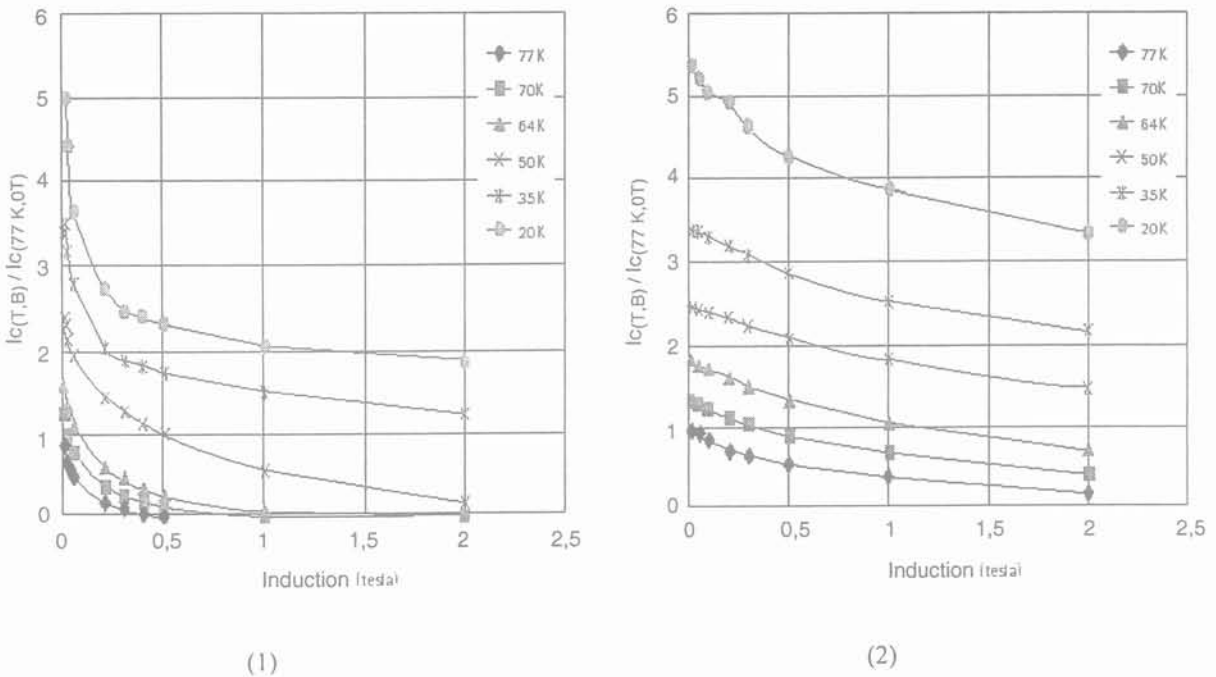 Ic(T,B) / Ic(77 K,0T)
6
5
4
3
2
1
0
0
0,5
1
1,5
2
2,5
Induction (tesla)
77K
70K
64K
50K
35K
20K
(1)
Ic(T,B) / Ic(77 K,0T)
6
5
4
3
2
1
0
0
0,5
1
1,5
2
2,5
Induction (tesla)
77K
70K
64K
50K
35K
20K
(2)